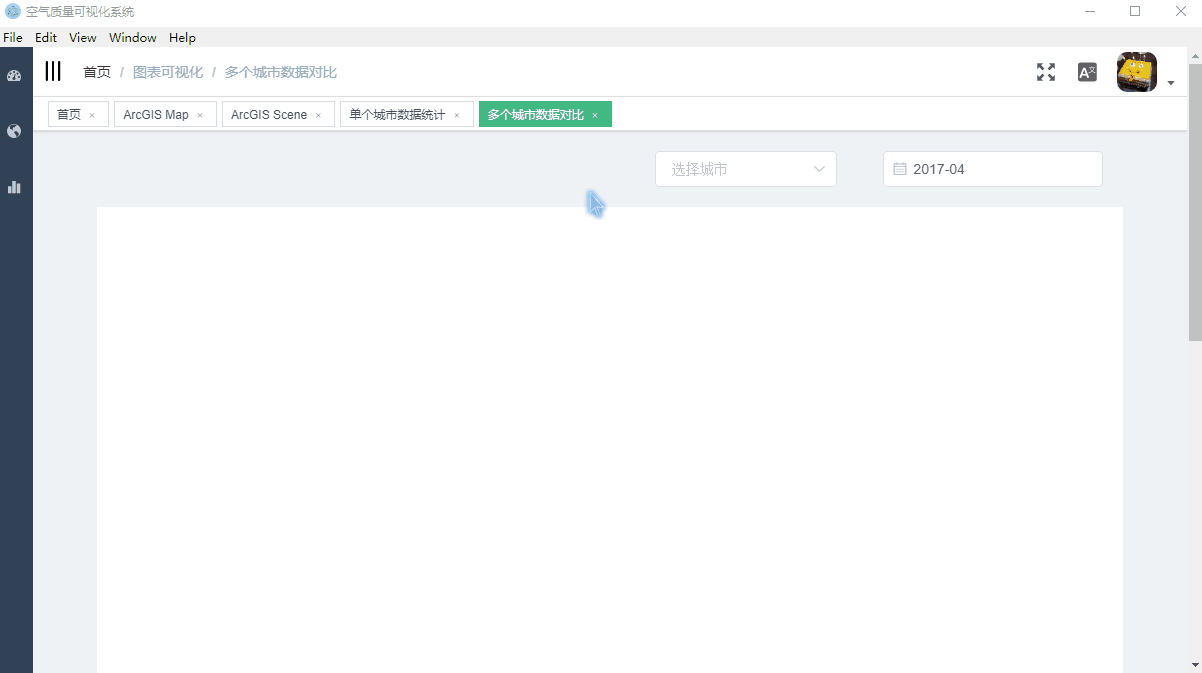 空气质量可视化系统
File Edit View Window Help
首页 / 图表可视化 / 多个城市数据对比
首页 × ArcGIS Map × ArcGIS Scene × 单个城市数据统计 × 多个城市数据对比 ×
选择城市 2017-04